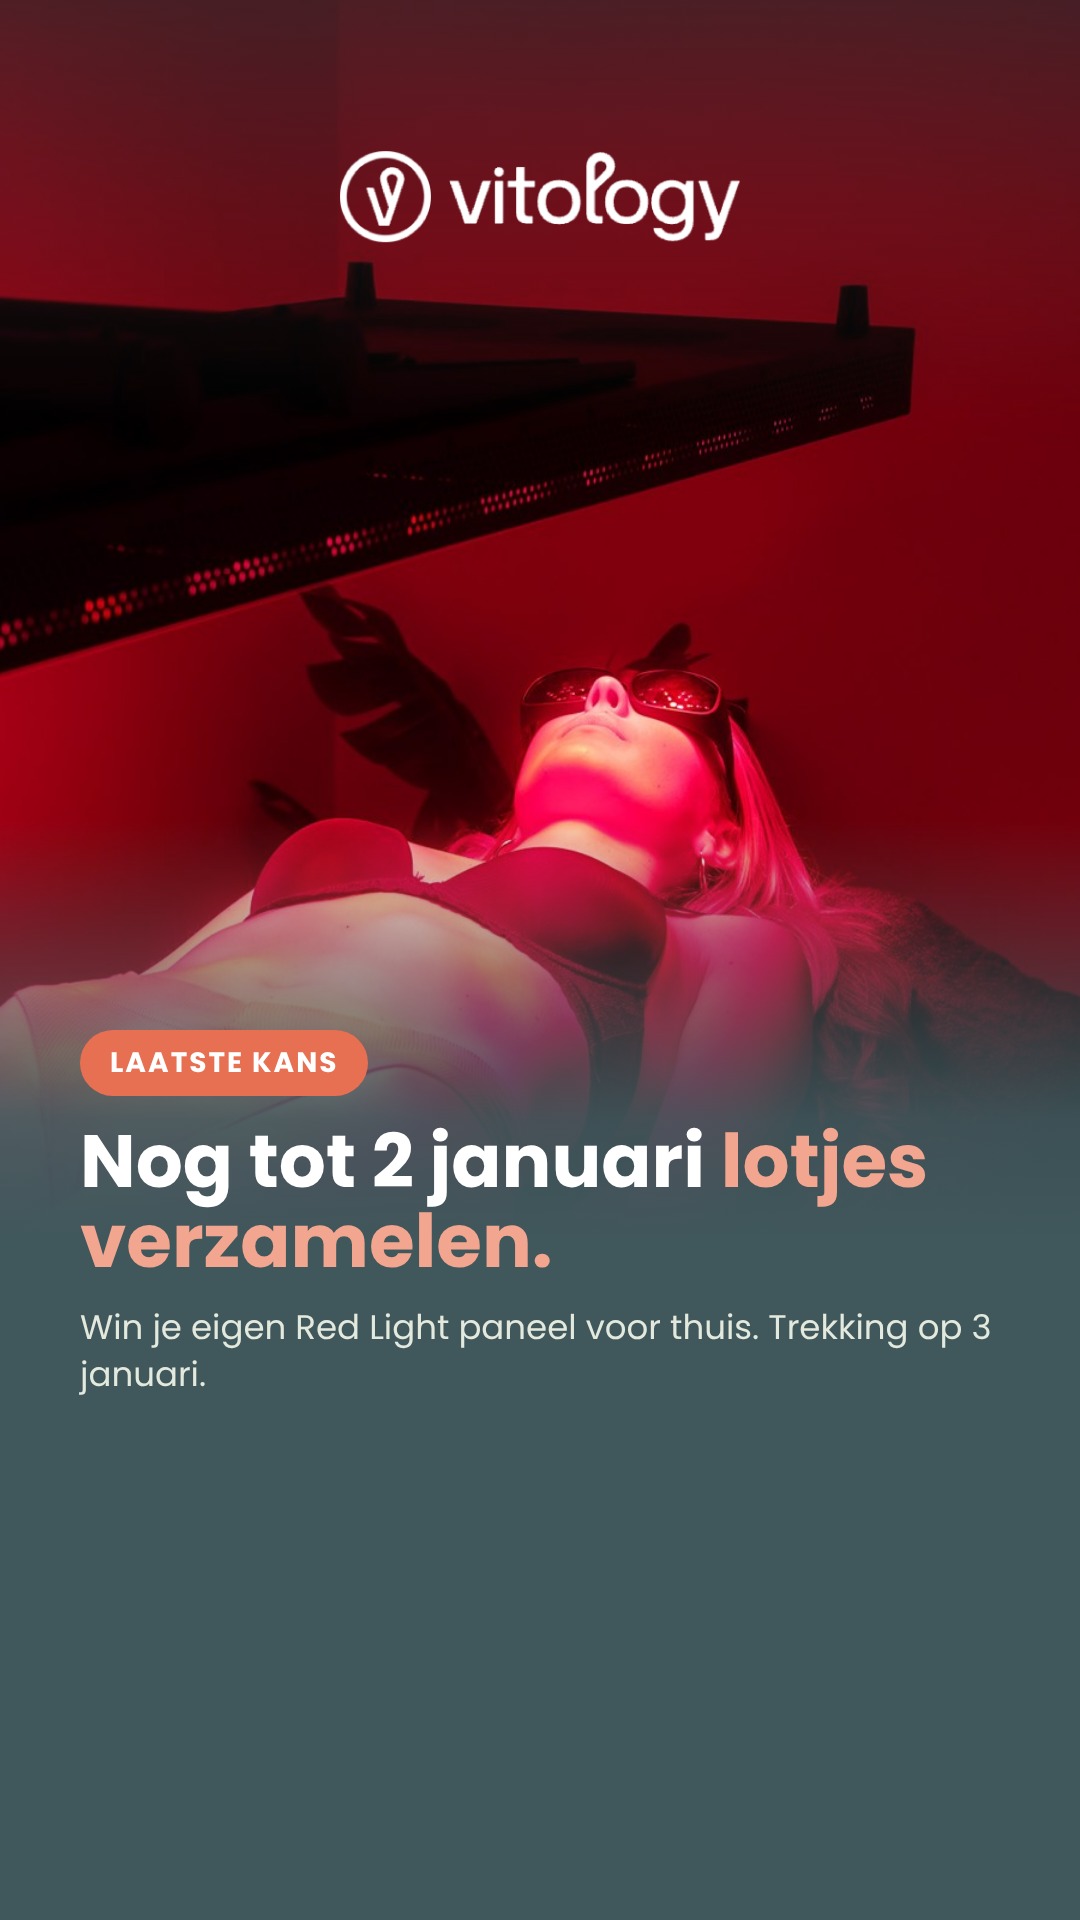 vitology
LAATSTE KANS
Nog tot 2 januari lotjes
verzamelen.
Win je eigen Red Light paneel voor thuis. Trekking op 3
januari.